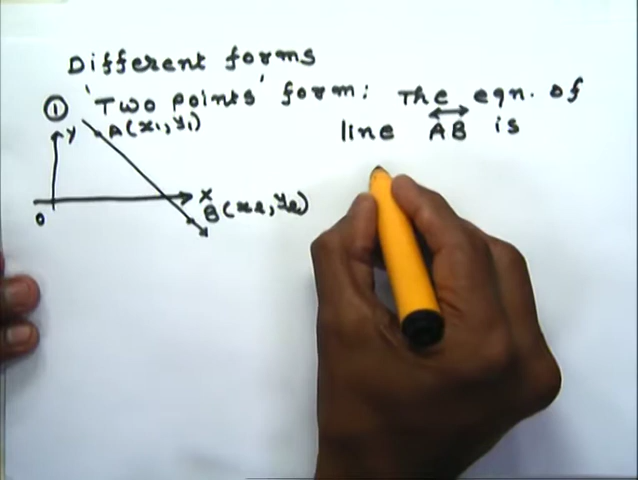 Different forms
① 'Two points' form: The eqn. of
line AB is
y A(x1, y1)
x
0 B(x2, y2)